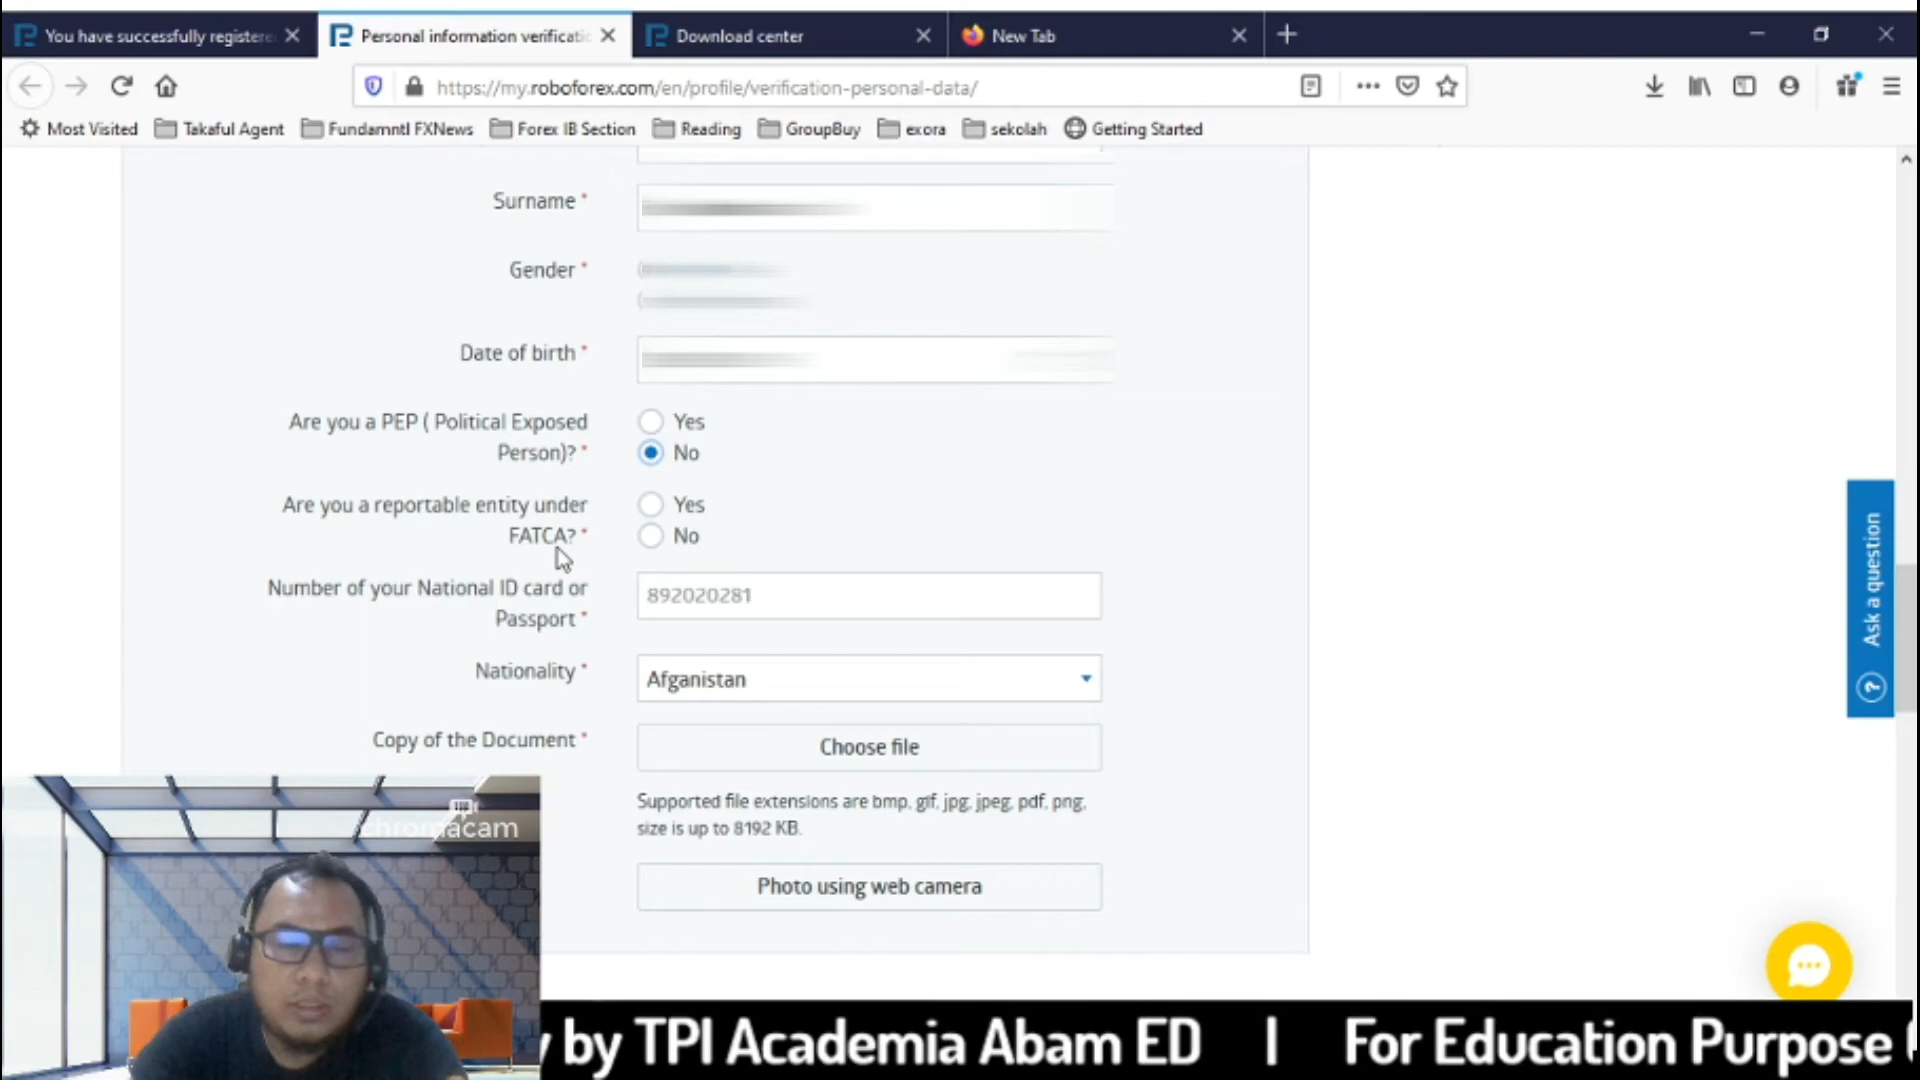 You have successfully registere
Personal information verificatio
Download center
New Tab
https://my.roboforex.com/en/profile/verification-personal-data/
Most Visited
Takaful Agent
Fundamntl FXNews
Forex IB Section
Reading
GroupBuy
exora
sekolah
Getting Started
Surname *
Gender *
Date of birth *
Are you a PEP ( Political Exposed
Person)? *
Yes
No
Are you a reportable entity under
FATCA? *
Yes
No
Number of your National ID card or
Passport *
892020281
Nationality *
Afganistan
Copy of the Document *
Choose file
Supported file extensions are bmp, gif, jpg, jpeg, pdf, png,
size is up to 8192 KB.
Photo using web camera
Ask a question
chromacam
y by TPI Academia Abam ED | For Education Purpose